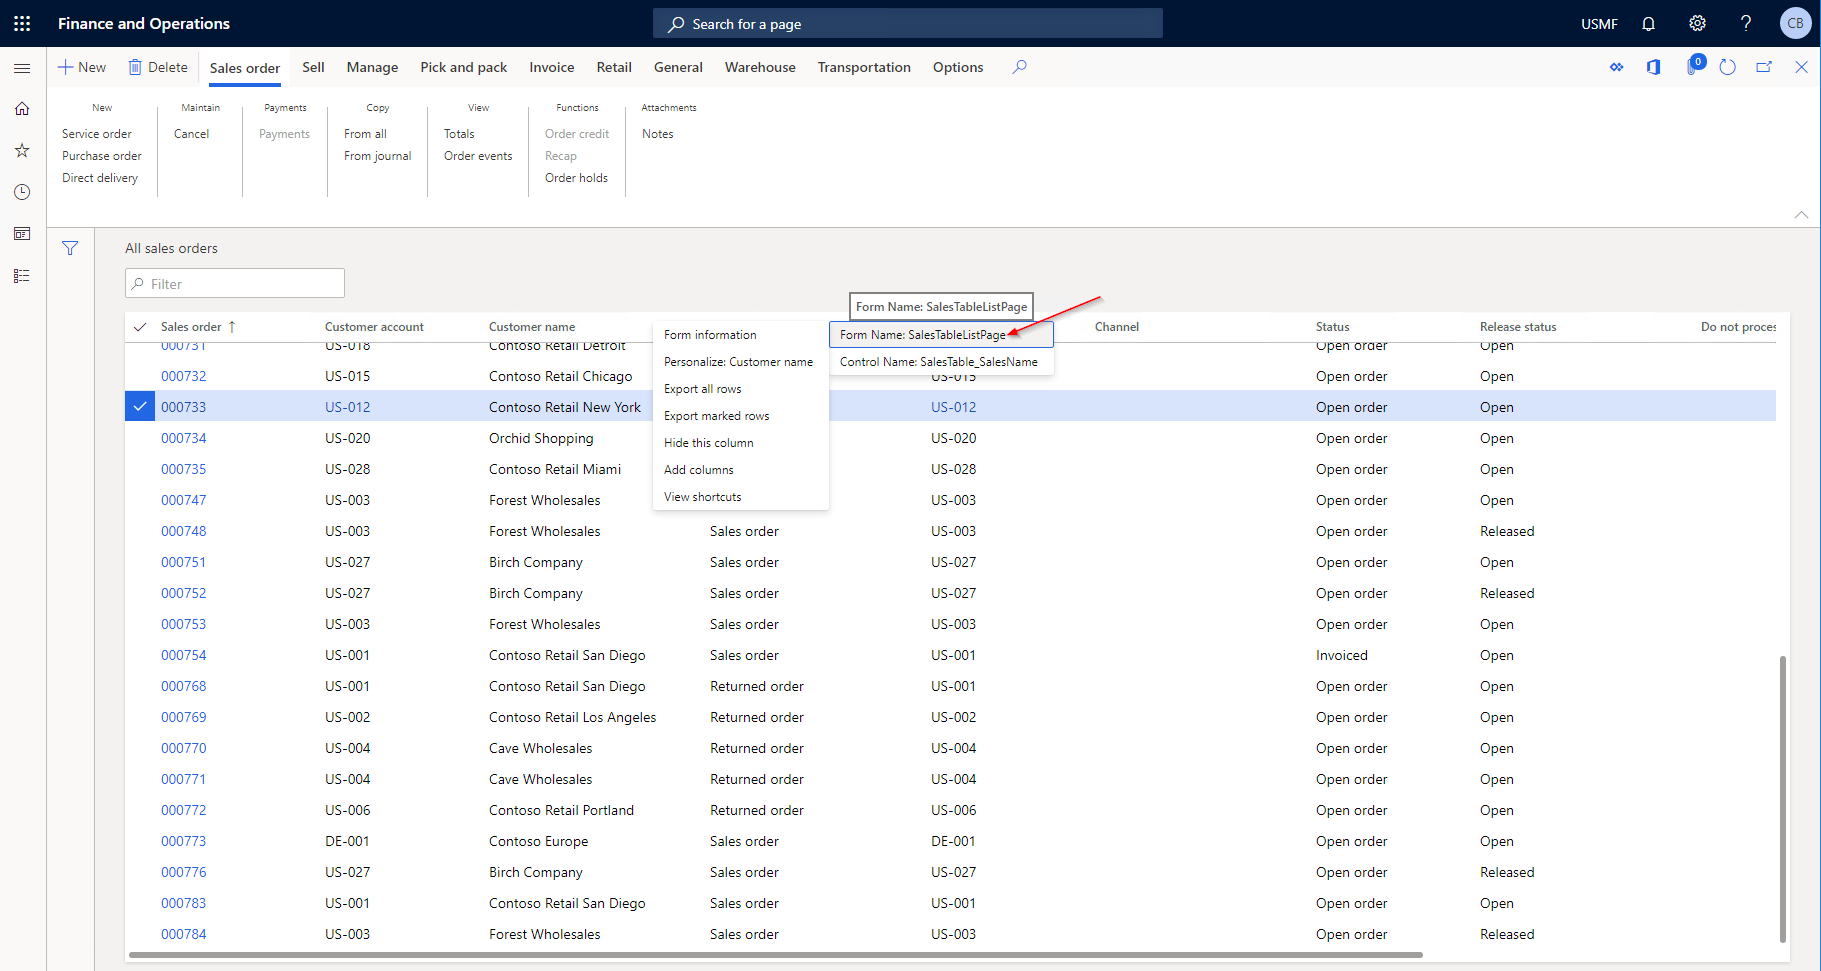 Finance and Operations
Search for a page
USMF
CB
New
Delete
Sales order
Sell
Manage
Pick and pack
Invoice
Retail
General
Warehouse
Transportation
Options
0
New
Service order
Purchase order
Direct delivery
Maintain
Cancel
Payments
Payments
Copy
From all
From journal
View
Totals
Order events
Functions
Order credit
Recap
Order holds
Attachments
Notes
All sales orders
Filter
Form Name: SalesTableListPage
Form information
Personalize: Customer name
Export all rows
Export marked rows
Hide this column
Add columns
View shortcuts
Form Name: SalesTableListPage
Control Name: SalesTable_SalesName
Sales order Customer account Customer name Channel Status Release status Do not proces
000731 US-018 Contoso Retail Detroit Open order Open
000732 US-015 Contoso Retail Chicago US-015 Open order Open
000733 US-012 Contoso Retail New York US-012 Open order Open
000734 US-020 Orchid Shopping US-020 Open order Open
000735 US-028 Contoso Retail Miami US-028 Open order Open
000747 US-003 Forest Wholesales US-003 Open order Open
000748 US-003 Forest Wholesales Sales order US-003 Open order Released
000751 US-027 Birch Company Sales order US-027 Open order Open
000752 US-027 Birch Company Sales order US-027 Open order Released
000753 US-003 Forest Wholesales Sales order US-003 Open order Open
000754 US-001 Contoso Retail San Diego Sales order US-001 Invoiced Open
000768 US-001 Contoso Retail San Diego Returned order US-001 Open order Open
000769 US-002 Contoso Retail Los Angeles Returned order US-002 Open order Open
000770 US-004 Cave Wholesales Returned order US-004 Open order Open
000771 US-004 Cave Wholesales Returned order US-004 Open order Open
000772 US-006 Contoso Retail Portland Returned order US-006 Open order Open
000773 DE-001 Contoso Europe Sales order DE-001 Open order Open
000776 US-027 Birch Company Sales order US-027 Open order Released
000783 US-001 Contoso Retail San Diego Sales order US-001 Open order Open
000784 US-003 Forest Wholesales Sales order US-003 Open order Released